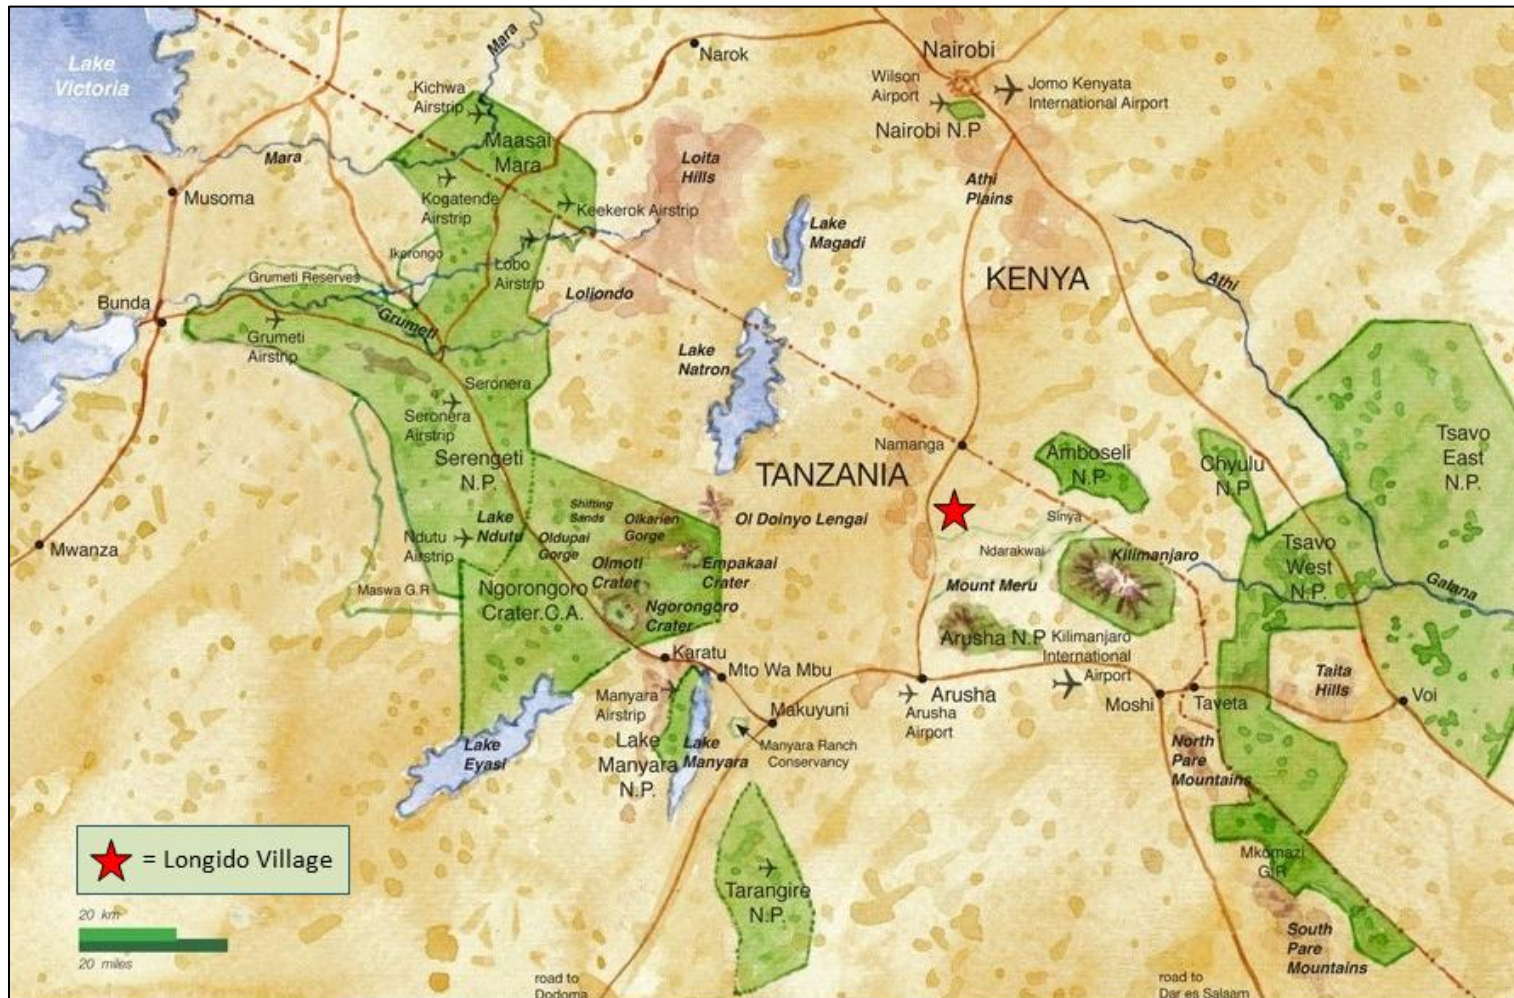 Lake
Victoria
Mara
Narok
Nairobi
Kichwa
Airstrip
Wilson
Airport
Jomo Kenyata
International Airport
Nairobi N.P
Maasai
Mara
Mara
Loita
Hills
Musoma
Kogatende
Airstrip
Keekerok Airstrip
Athi
Plains
Lake
Magadi
Ikorongo
Grumeti Reserves
Lobo
Airstrip
KENYA
Athi
Bunda
Loliondo
Grumeti
Grumeti
Airstrip
Lake
Natron
Seronera
Seronera
Airstrip
Serengeti
N.P.
Namanga
Amboseli
N.P
Chyulu
N.P
Tsavo
East
N.P.
TANZANIA
Shifting
Sands
Olkarien
Gorge
Ol Doinyo Lengai
Sinya
Lake
Ndutu
Oldupai
Gorge
Ndutu
Airstrip
Mwanza
Ndarakwai
Kilimanjaro
Tsavo
West
N.P.
Olmoti
Crater
Empakaai
Crater
Mount Meru
Galana
Maswa G.R
Ngorongoro
Crater.C.A.
Ngorongoro
Crater
Arusha N.P
Kilimanjaro
International
Airport
Karatu
Mto Wa Mbu
Taita
Hills
Manyara
Airstrip
Arusha
Arusha
Airport
Moshi
Taveta
Voi
Makuyuni
Lake
Eyasi
Lake
Manyara
N.P.
Lake
Manyara
Manyara Ranch
Conservancy
North
Pare
Mountains
= Longido Village
Mkomazi
G.R
Tarangire
N.P.
20 km
20 miles
South
Pare
Mountains
road to
Dodoma
road to
Dar es Salaam